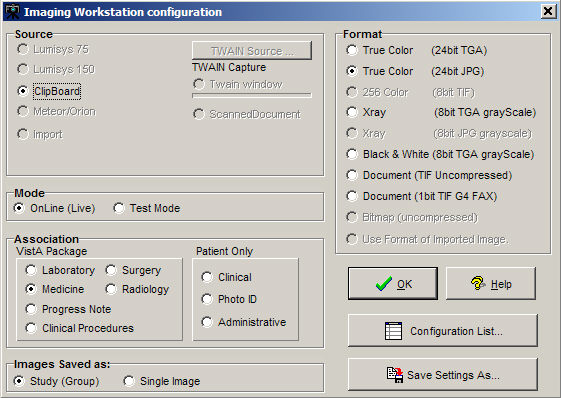 Imaging Workstation configuration
Source
Lumisys 75
Lumisys 150
ClipBoard
Meteor/Orion
Import
TWAIN Source ...
TWAIN Capture
Twain window
ScannedDocument
Mode
OnLine (Live)
Test Mode
Association
VistA Package
Laboratory
Surgery
Medicine
Radiology
Progress Note
Clinical Procedures
Patient Only
Clinical
Photo ID
Administrative
Images Saved as:
Study (Group)
Single Image
Format
True Color (24bit TGA)
True Color (24bit JPG)
256 Color (8bit TIF)
Xray (8bit TGA grayScale)
Xray (8bit JPG grayscale)
Black & White (8bit TGA grayScale)
Document (TIF Uncompressed)
Document (1bit TIF G4 FAX)
Bitmap (uncompressed)
Use Format of Imported Image.
OK
Help
Configuration List...
Save Settings As...